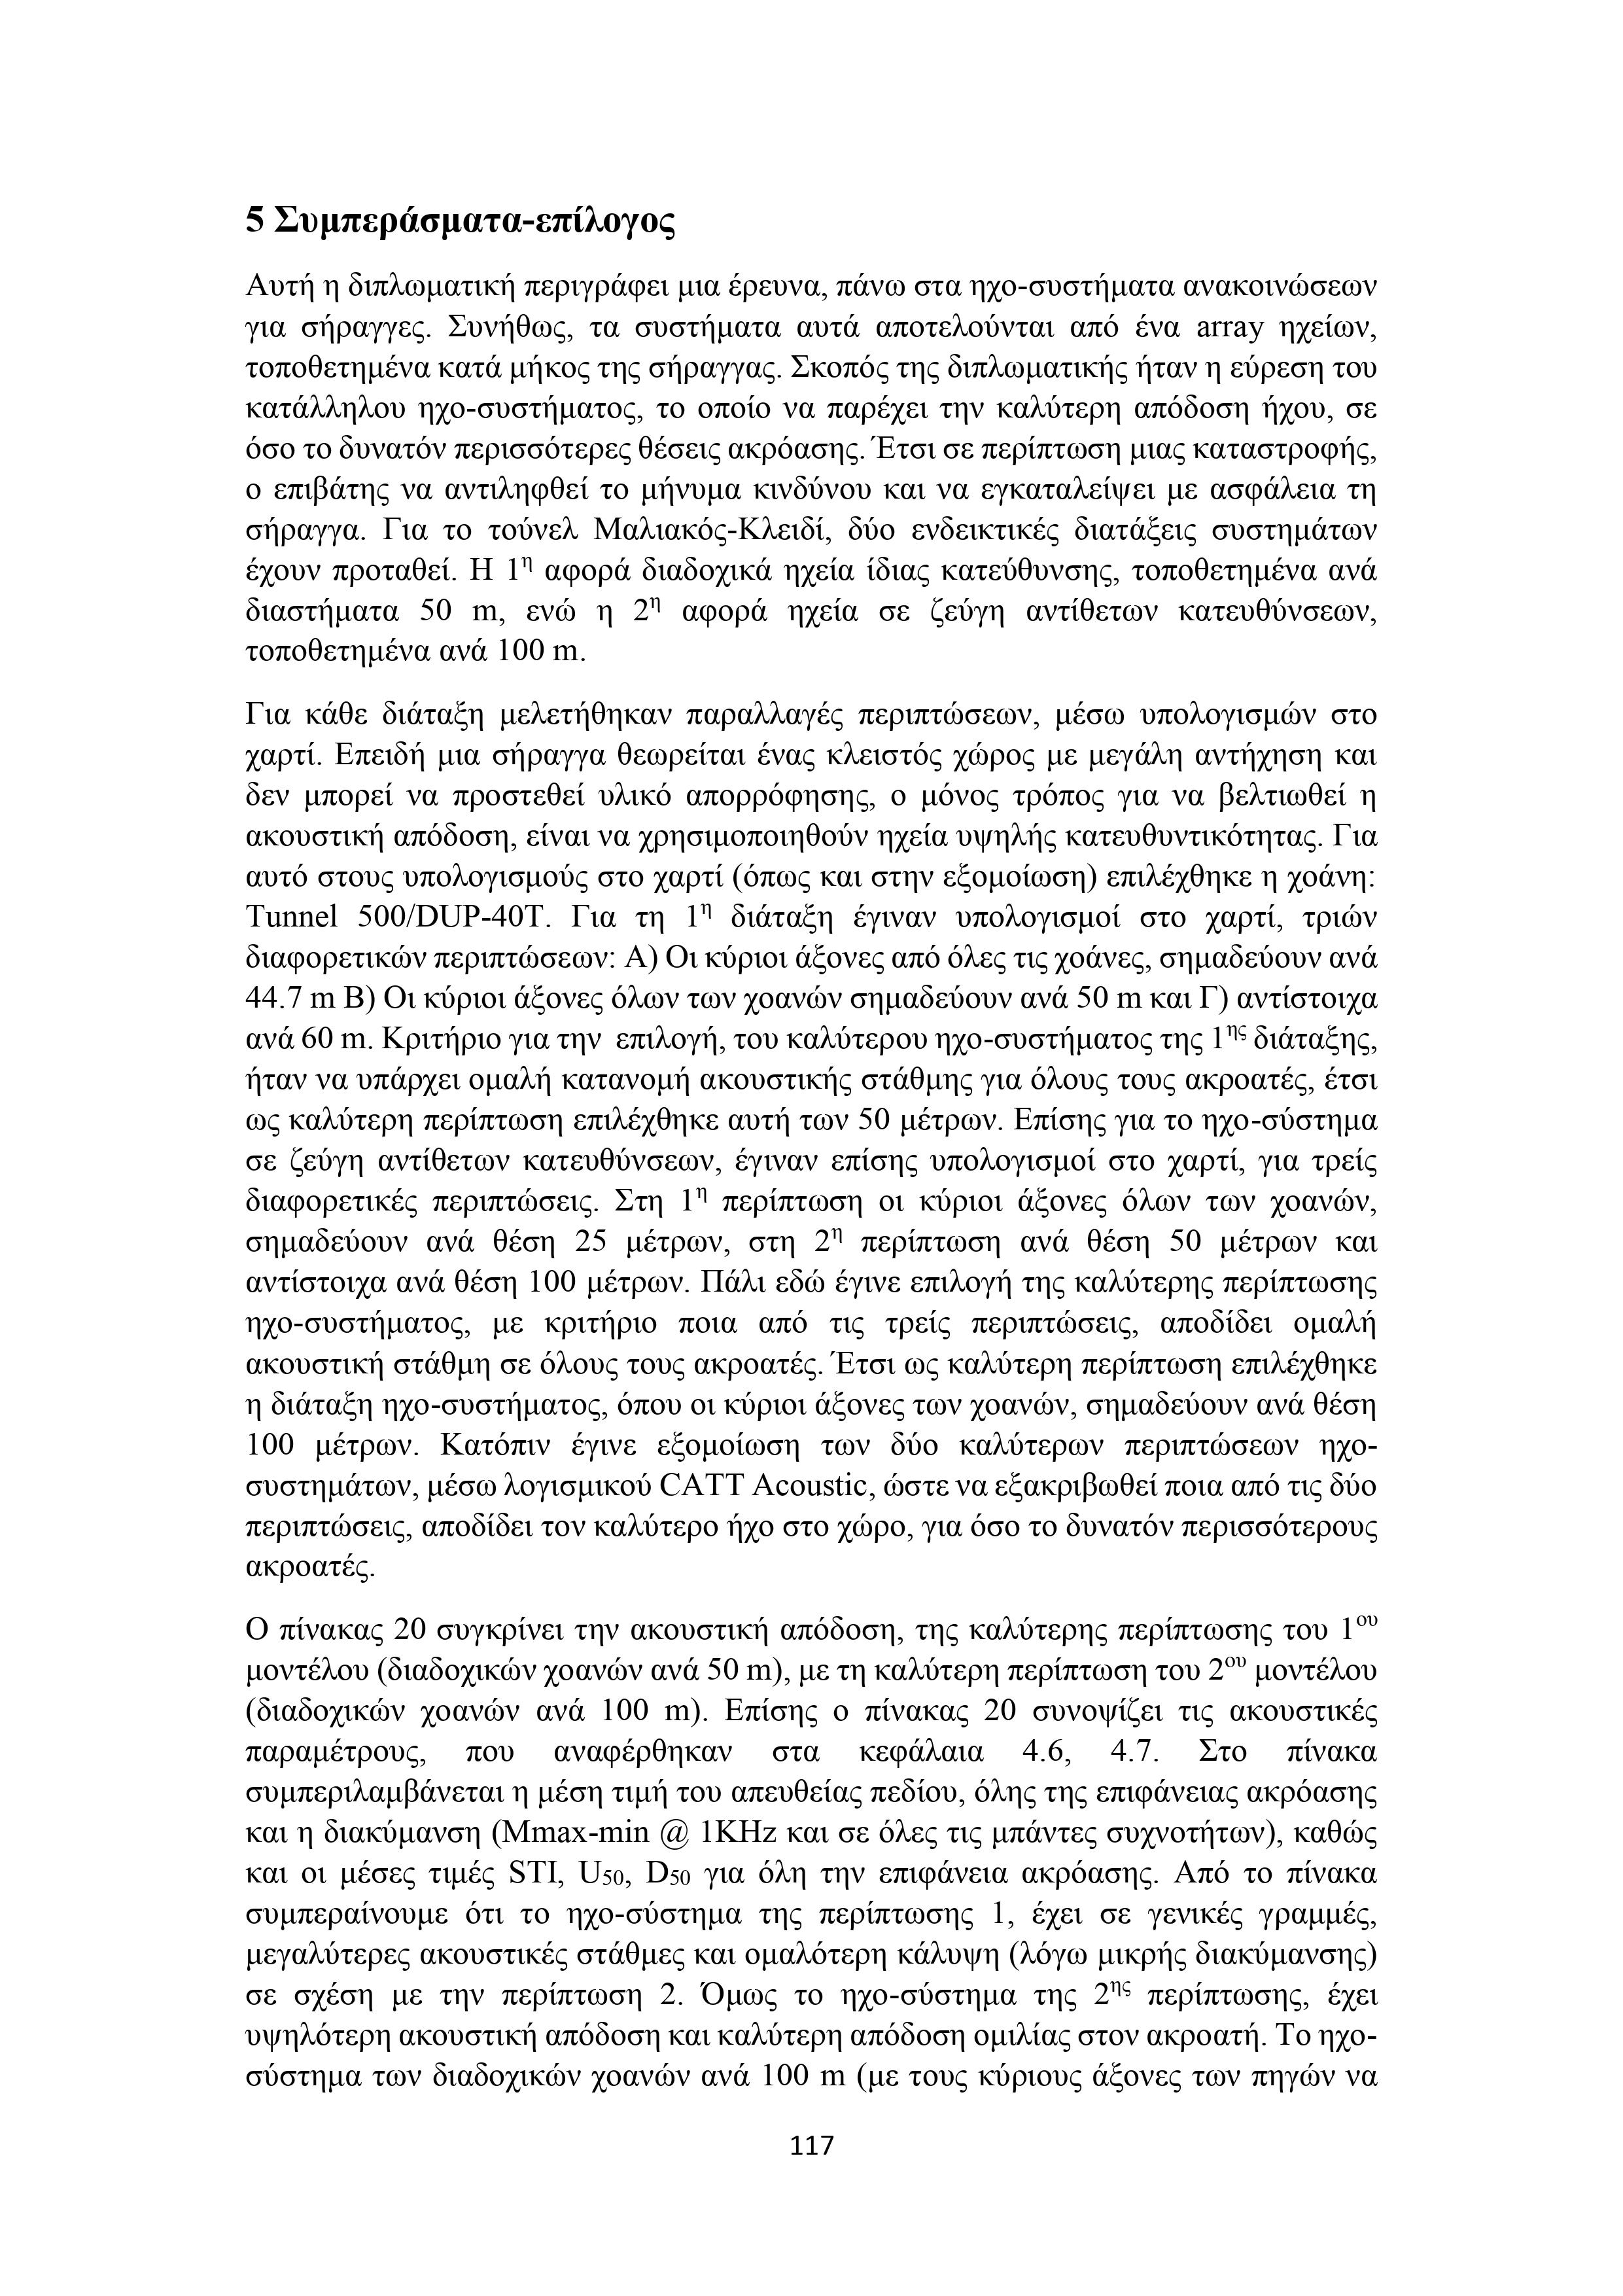 5 Συμπεράσματα-επίλογος
Αυτή η διπλωματική περιγράφει μια έρευνα, πάνω στα ηχο-συστήματα ανακοινώσεων
για σήραγγες. Συνήθως, τα συστήματα αυτά αποτελούνται από ένα array ηχείων,
τοποθετημένα κατά μήκος της σήραγγας. Σκοπός της διπλωματικής ήταν η εύρεση του
κατάλληλου ηχο-συστήματος, το οποίο να παρέχει την καλύτερη απόδοση ήχου, σε
όσο το δυνατόν περισσότερες θέσεις ακρόασης. Έτσι σε περίπτωση μιας καταστροφής,
ο επιβάτης να αντιληφθεί το μήνυμα κινδύνου και να εγκαταλείψει με ασφάλεια τη
σήραγγα. Για το τούνελ Μαλιακός-Κλειδί, δύο ενδεικτικές διατάξεις συστημάτων
έχουν προταθεί. Η 1η αφορά διαδοχικά ηχεία ίδιας κατεύθυνσης, τοποθετημένα ανά
διαστήματα 50 m, ενώ η 2η αφορά ηχεία σε ζεύγη αντίθετων κατευθύνσεων,
τοποθετημένα ανά 100 m.
Για κάθε διάταξη μελετήθηκαν παραλλαγές περιπτώσεων, μέσω υπολογισμών στο
χαρτί. Επειδή μια σήραγγα θεωρείται ένας κλειστός χώρος με μεγάλη αντήχηση και
δεν μπορεί να προστεθεί υλικό απορρόφησης, ο μόνος τρόπος για να βελτιωθεί η
ακουστική απόδοση, είναι να χρησιμοποιηθούν ηχεία υψηλής κατευθυντικότητας. Για
αυτό στους υπολογισμούς στο χαρτί (όπως και στην εξομοίωση) επιλέχθηκε η χοάνη:
Tunnel 500/DUP-40T. Για τη 1η διάταξη έγιναν υπολογισμοί στο χαρτί, τριών
διαφορετικών περιπτώσεων: Α) Οι κύριοι άξονες από όλες τις χοάνες, σημαδεύουν ανά
44.7 m Β) Οι κύριοι άξονες όλων των χοανών σημαδεύουν ανά 50 m και Γ) αντίστοιχα
ανά 60 m. Κριτήριο για την  επιλογή, του καλύτερου ηχο-συστήματος της 1ης διάταξης,
ήταν να υπάρχει ομαλή κατανομή ακουστικής στάθμης για όλους τους ακροατές, έτσι
ως καλύτερη περίπτωση επιλέχθηκε αυτή των 50 μέτρων. Επίσης για το ηχο-σύστημα
σε ζεύγη αντίθετων κατευθύνσεων, έγιναν επίσης υπολογισμοί στο χαρτί, για τρείς
διαφορετικές περιπτώσεις. Στη 1η περίπτωση οι κύριοι άξονες όλων των χοανών,
σημαδεύουν ανά θέση 25 μέτρων, στη 2η περίπτωση ανά θέση 50 μέτρων και
αντίστοιχα ανά θέση 100 μέτρων. Πάλι εδώ έγινε επιλογή της καλύτερης περίπτωσης
ηχο-συστήματος, με κριτήριο ποια από τις τρείς περιπτώσεις, αποδίδει ομαλή
ακουστική στάθμη σε όλους τους ακροατές. Έτσι ως καλύτερη περίπτωση επιλέχθηκε
η διάταξη ηχο-συστήματος, όπου οι κύριοι άξονες των χοανών, σημαδεύουν ανά θέση
100 μέτρων. Κατόπιν έγινε εξομοίωση των δύο καλύτερων περιπτώσεων ηχο-
συστημάτων, μέσω λογισμικού CATT Acoustic, ώστε να εξακριβωθεί ποια από τις δύο
περιπτώσεις, αποδίδει τον καλύτερο ήχο στο χώρο, για όσο το δυνατόν περισσότερους
ακροατές.
Ο πίνακας 20 συγκρίνει την ακουστική απόδοση, της καλύτερης περίπτωσης του 1ου
μοντέλου (διαδοχικών χοανών ανά 50 m), με τη καλύτερη περίπτωση του 2ου μοντέλου
(διαδοχικών χοανών ανά 100 m). Επίσης ο πίνακας 20 συνοψίζει τις ακουστικές
παραμέτρους, που αναφέρθηκαν στα κεφάλαια 4.6, 4.7. Στο πίνακα
συμπεριλαμβάνεται η μέση τιμή του απευθείας πεδίου, όλης της επιφάνειας ακρόασης
και η διακύμανση (Mmax-min @ 1KHz και σε όλες τις μπάντες συχνοτήτων), καθώς
και οι μέσες τιμές STI, U50, D50 για όλη την επιφάνεια ακρόασης. Από το πίνακα
συμπεραίνουμε ότι το ηχο-σύστημα της περίπτωσης 1, έχει σε γενικές γραμμές,
μεγαλύτερες ακουστικές στάθμες και ομαλότερη κάλυψη (λόγω μικρής διακύμανσης)
σε σχέση με την περίπτωση 2. Όμως το ηχο-σύστημα της 2ης περίπτωσης, έχει
υψηλότερη ακουστική απόδοση και καλύτερη απόδοση ομιλίας στον ακροατή. Το ηχο-
σύστημα των διαδοχικών χοανών ανά 100 m (με τους κύριους άξονες των πηγών να
117